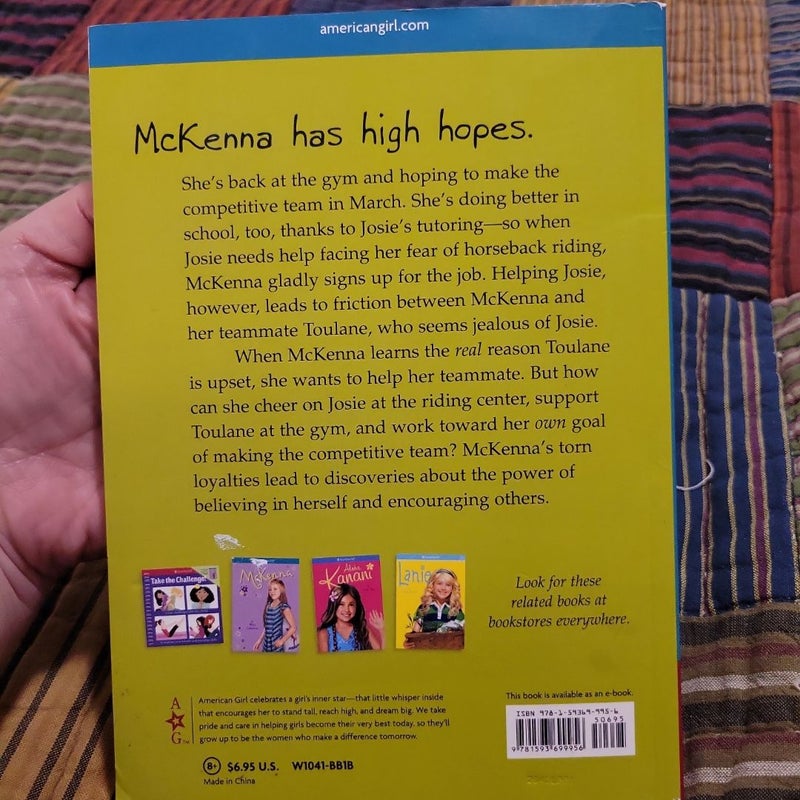 americangirl.com
McKenna has high hopes.
She's back at the gym and hoping to make the
competitive team in March. She's doing better in
school, too, thanks to Josie's tutoring—so when
Josie needs help facing her fear of horseback riding,
McKenna gladly signs up for the job. Helping Josie,
however, leads to friction between McKenna and
her teammate Toulane, who seems jealous of Josie.
When McKenna learns the real reason Toulane
is upset, she wants to help her teammate. But how
can she cheer on Josie at the riding center, support
Toulane at the gym, and work toward her own goal
of making the competitive team? McKenna's torn
loyalties lead to discoveries about the power of
believing in herself and encouraging others.
Take the Challenge!
McKenna
Aloha,
Kanani
Lanie
Look for these
related books at
bookstores everywhere.
American Girl celebrates a girl's inner star—that little whisper inside
that encourages her to stand tall, reach high, and dream big. We take
pride and care in helping girls become their very best today, so they'll
grow up to be the women who make a difference tomorrow.
A
G™
8+ $6.95 U.S. W1041-BB1B
Made in China
This book is available as an e-book.
ISBN 978-1-59369-995-6
50695
9781593699956